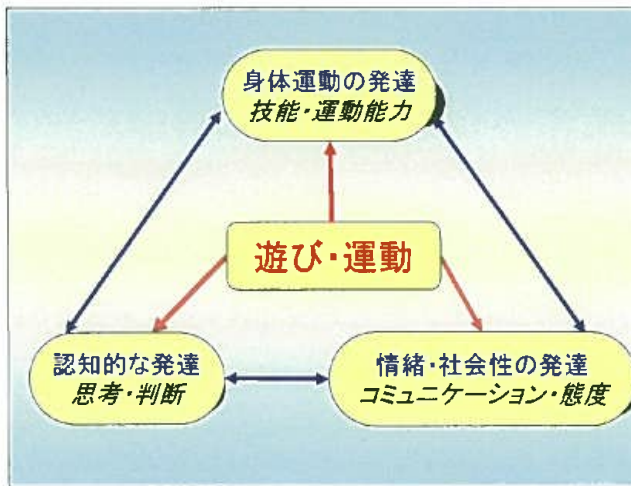 身体運動の発達
技能・運動能力
遊び・運動
認知的な発達
思考・判断
情緒・社会性の発達
コミュニケーション・態度